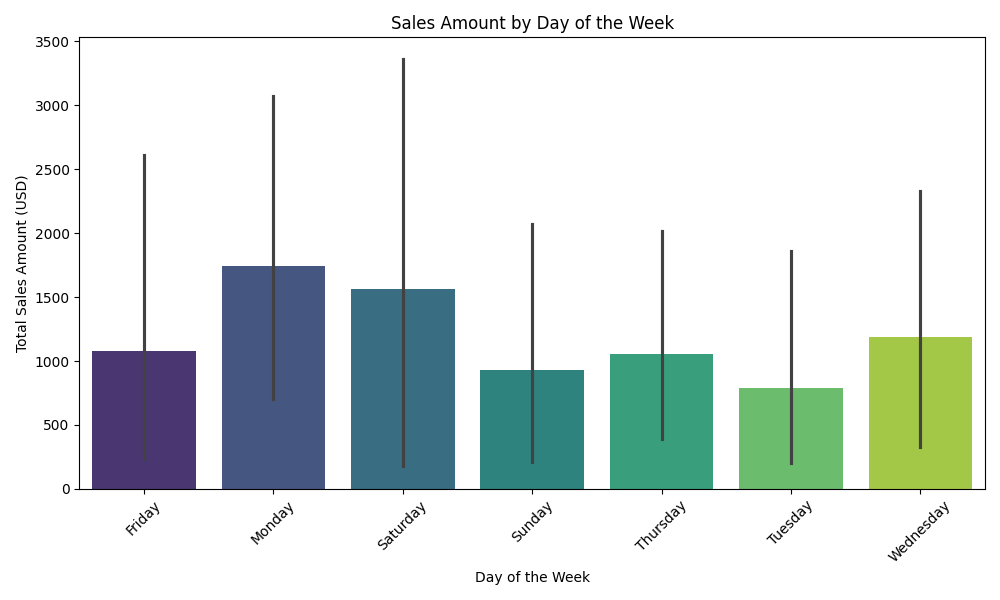 Sales Amount by Day of the Week
Total Sales Amount (USD)
3500
3000
2500
2000
1500
1000
500
0
Friday
Monday
Saturday
Sunday
Thursday
Tuesday
Wednesday
Day of the Week